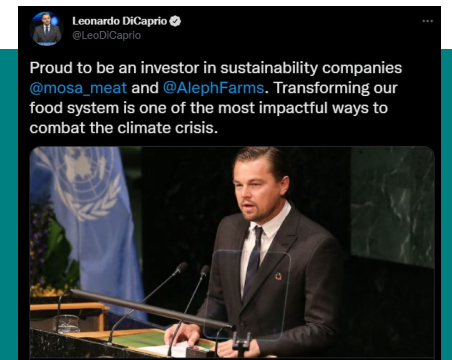 Leonardo DiCaprio
@LeoDiCaprio
Proud to be an investor in sustainability companies
@mosa_meat and @AlephFarms. Transforming our
food system is one of the most impactful ways to
combat the climate crisis.